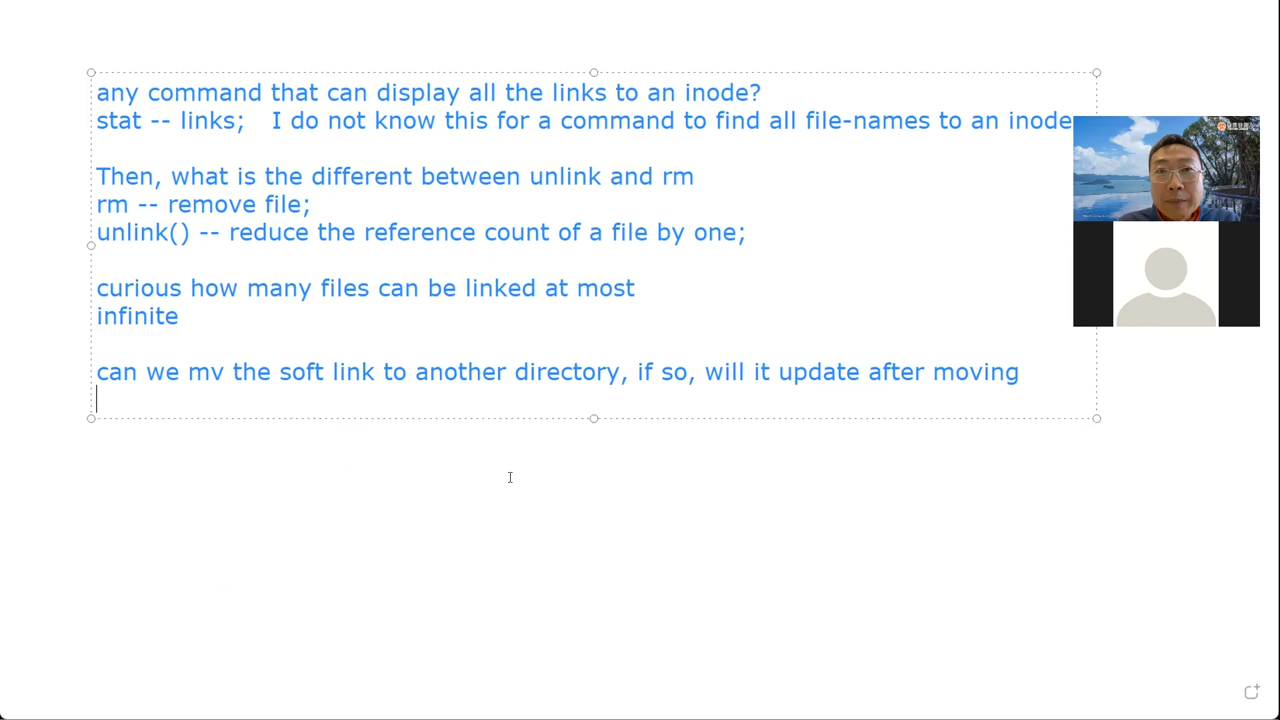 any command that can display all the links to an inode?
stat -- links; I do not know this for a command to find all file-names to an inode
Then, what is the different between unlink and rm
rm -- remove file;
unlink() -- reduce the reference count of a file by one;
curious how many files can be linked at most
infinite
can we mv the soft link to another directory, if so, will it update after moving